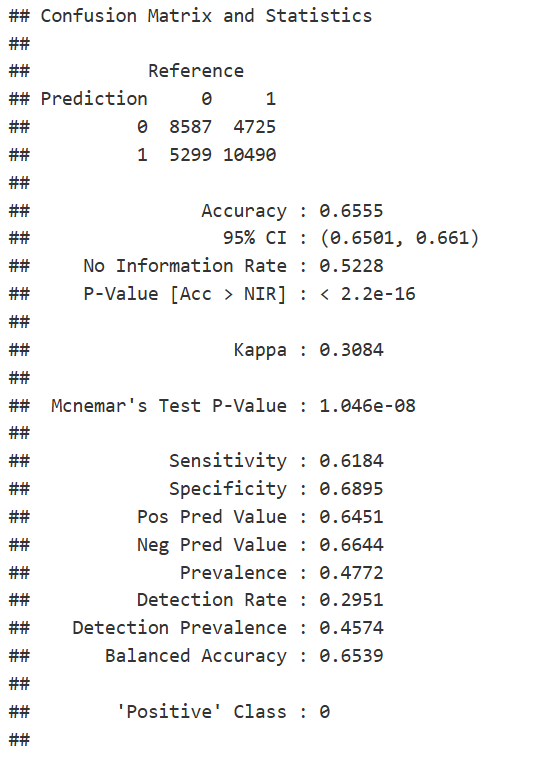 ## Confusion Matrix and Statistics
##
##           Reference
## Prediction     0     1
##          0  8587  4725
##          1  5299 10490
##
##                Accuracy : 0.6555
##                  95% CI : (0.6501, 0.661)
##     No Information Rate : 0.5228
##     P-Value [Acc > NIR] : < 2.2e-16
##
##                   Kappa : 0.3084
##
##  Mcnemar's Test P-Value : 1.046e-08
##
##             Sensitivity : 0.6184
##             Specificity : 0.6895
##          Pos Pred Value : 0.6451
##          Neg Pred Value : 0.6644
##              Prevalence : 0.4772
##          Detection Rate : 0.2951
##    Detection Prevalence : 0.4574
##       Balanced Accuracy : 0.6539
##
##        'Positive' Class : 0
##